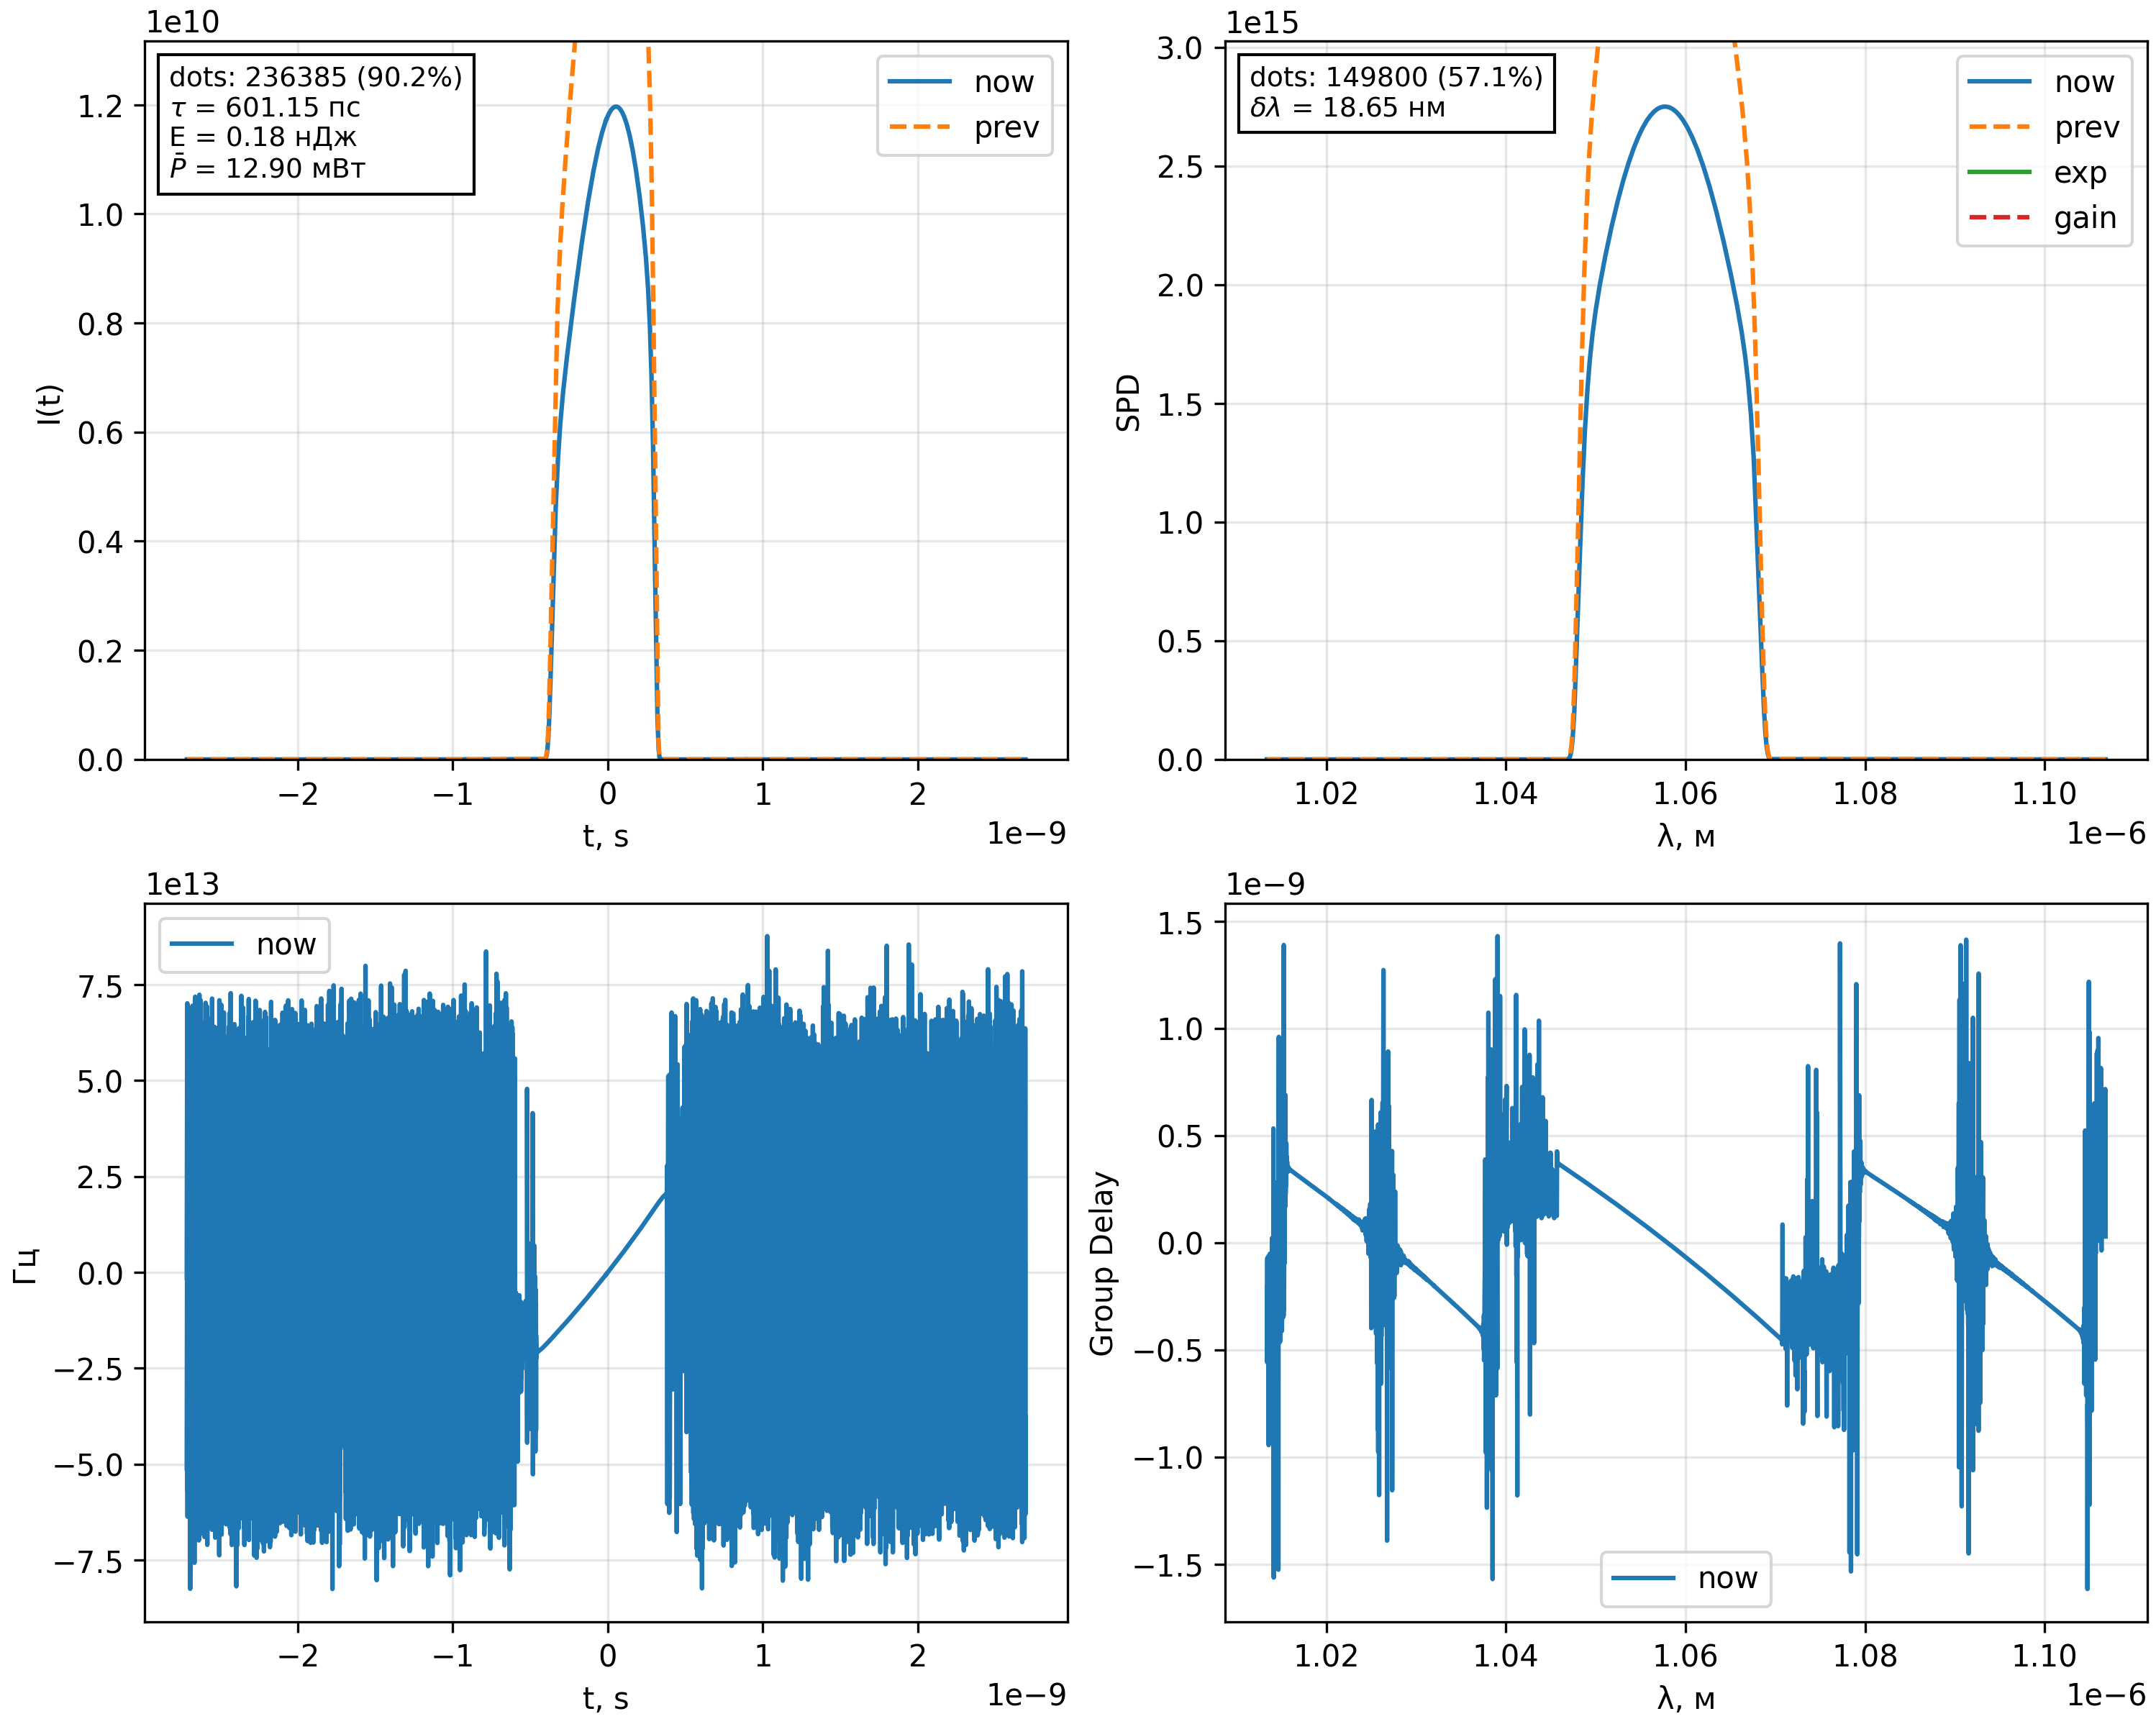 1e10
dots: 236385 (90.2%)
τ = 601.15 пс
E = 0.18 нДж
P̄ = 12.90 мВт
now
prev
1.2
1.0
0.8
0.6
0.4
0.2
0.0
I(t)
−2
−1
0
1
2
t, s
1e−9
1e15
dots: 149800 (57.1%)
δλ = 18.65 нм
now
prev
exp
gain
3.0
2.5
2.0
1.5
1.0
0.5
0.0
SPD
1.02
1.04
1.06
1.08
1.10
λ, м
1e−6
1e13
now
7.5
5.0
2.5
0.0
−2.5
−5.0
−7.5
Гц
−2
−1
0
1
2
t, s
1e−9
1e−9
1.5
1.0
0.5
0.0
−0.5
−1.0
−1.5
Group Delay
now
1.02
1.04
1.06
1.08
1.10
λ, м
1e−6